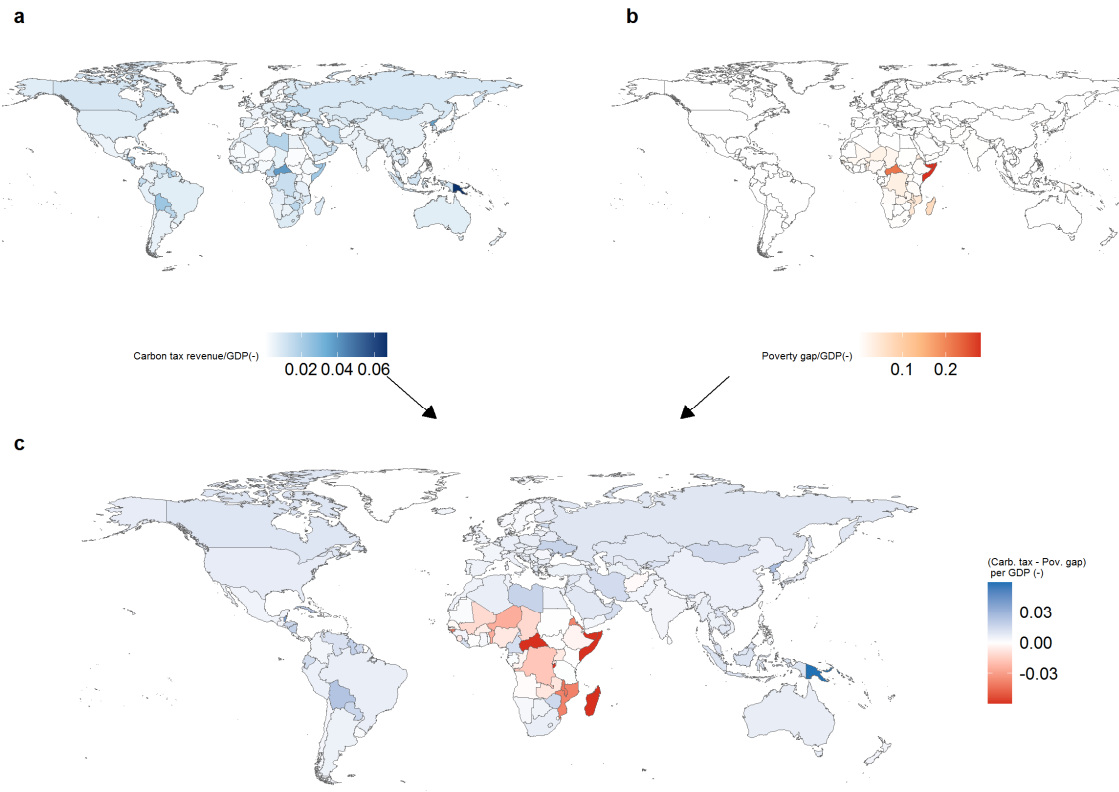 a
b
Carbon tax revenue/GDP(-)
0.02 0.04 0.06
Poverty gap/GDP(-)
0.1 0.2
c
(Carb. tax - Pov. gap)
per GDP (-)
0.03
0.00
-0.03